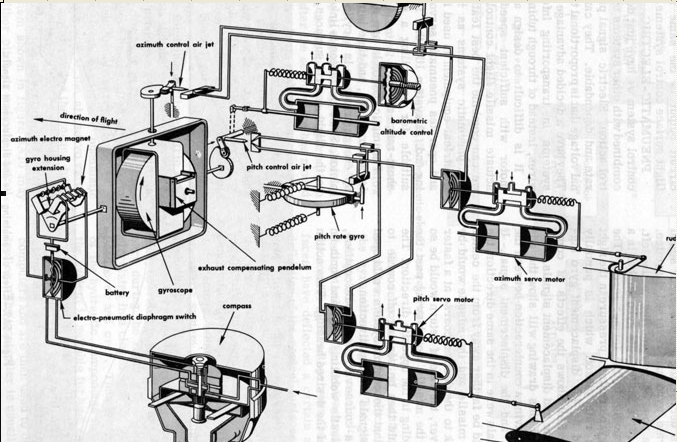 azimuth control air jet
direction of flight
azimuth electro magnet
gyro housing
extension
barometric
altitude control
pitch control air jet
pitch rate gyro
exhaust compensating pendelum
gyroscope
battery
electro-pneumatic diaphragm switch
compass
azimuth servo motor
pitch servo motor